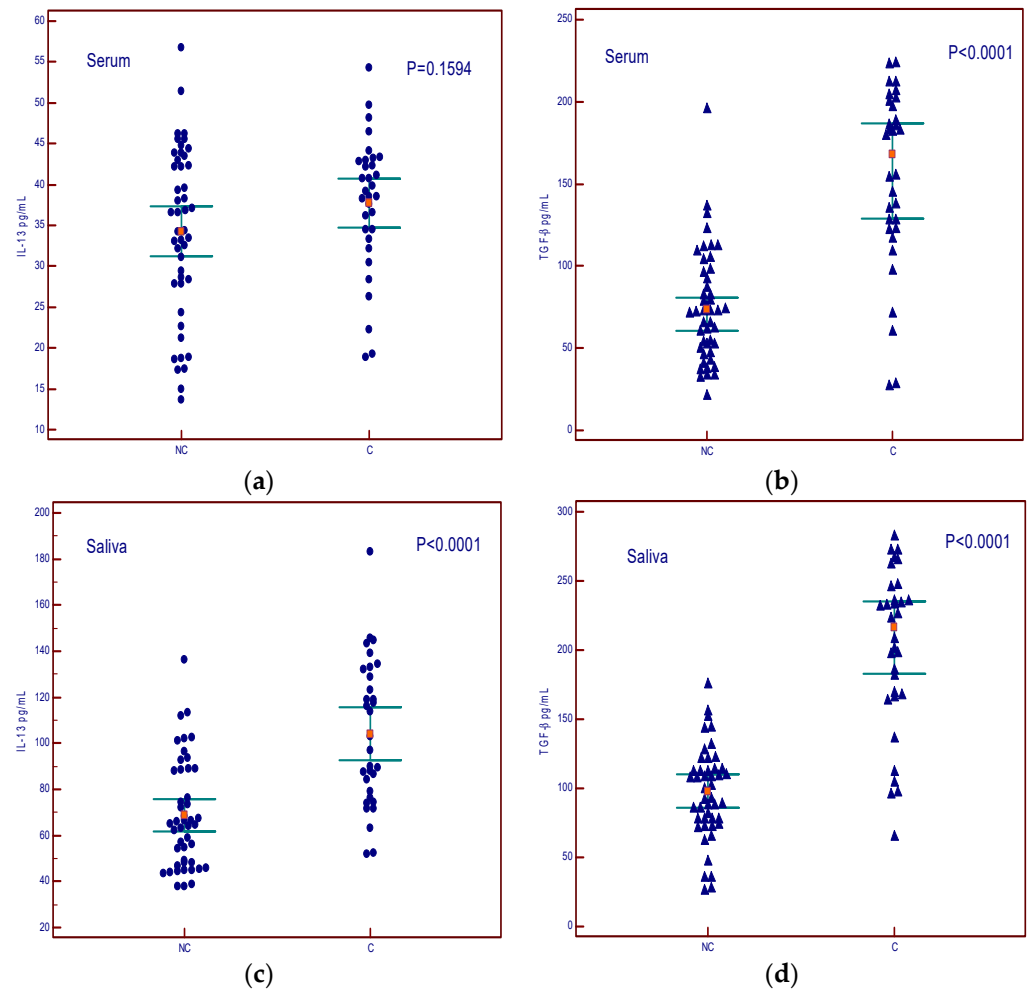 60
55
50
45
40
35
30
25
20
15
10
IL-13 pg/mL
Serum
P=0.1594
NC C
(a)
250
200
150
100
50
0
TGF-β pg/mL
Serum
P<0.0001
NC C
(b)
200
180
160
140
120
100
80
60
40
20
IL-13 pg/mL
Saliva
P<0.0001
NC C
(c)
300
250
200
150
100
50
0
TGF-β pg/mL
Saliva
P<0.0001
NC C
(d)